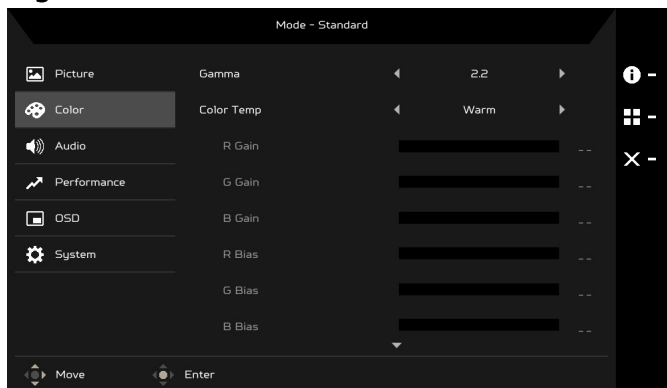 Mode - Standard
Picture
Gamma
2.2
Color
Color Temp
Warm
Audio
R Gain
--
Performance
G Gain
--
OSD
B Gain
--
System
R Bias
--
G Bias
--
B Bias
--
Move
Enter